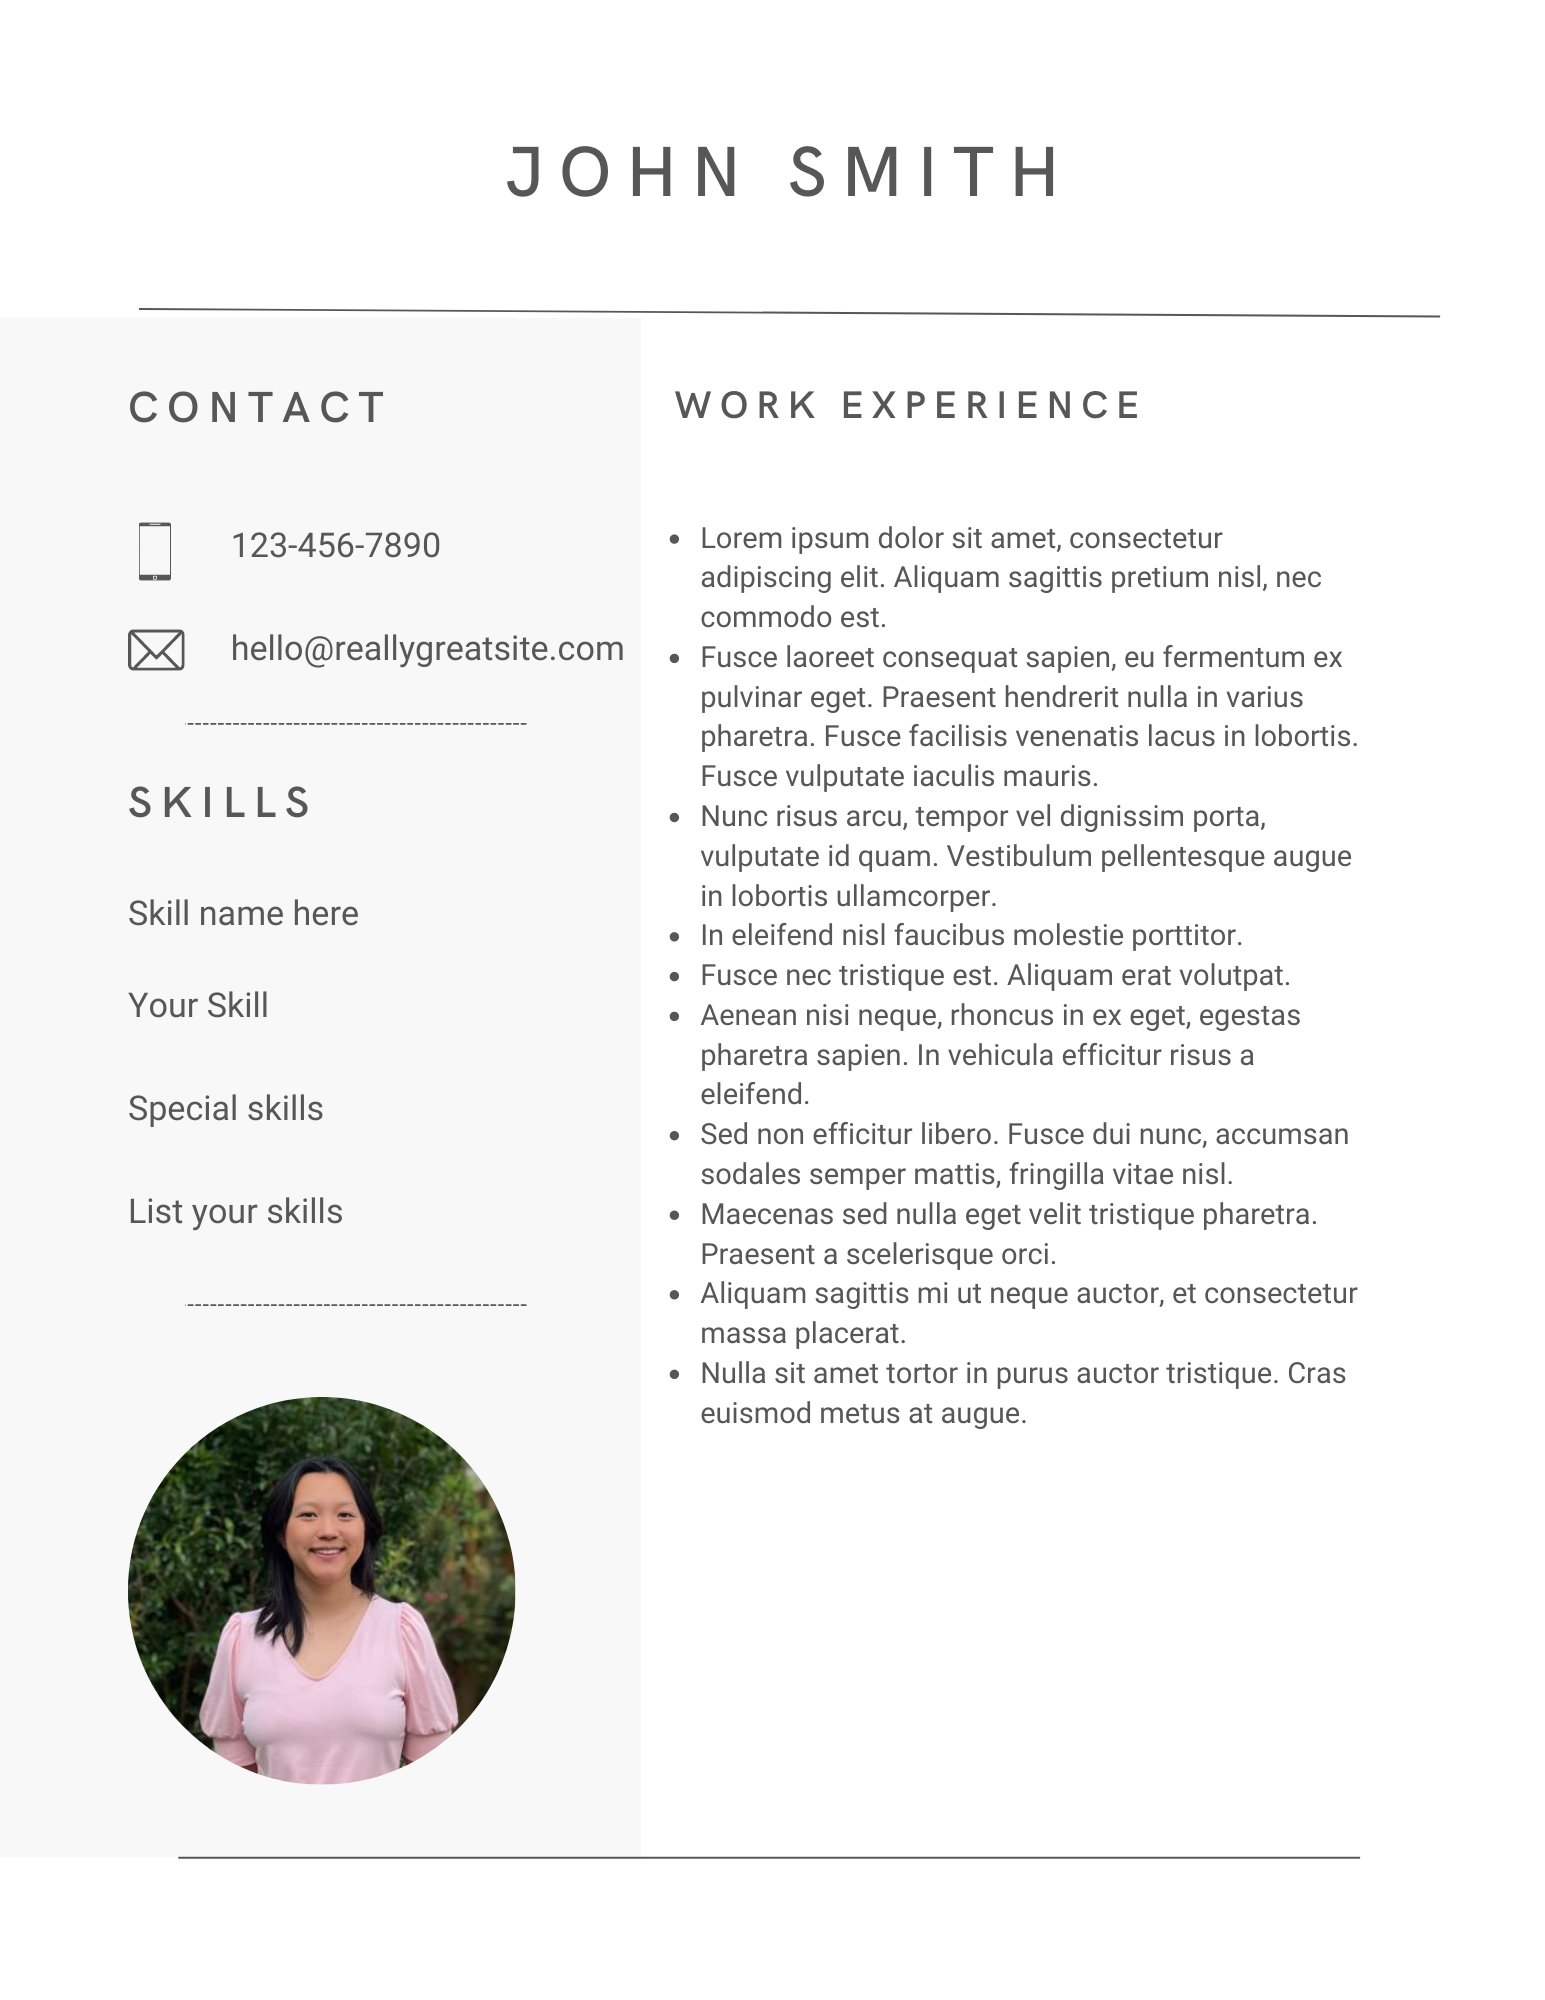 JOHN SMITH
CONTACT
123-456-7890
hello@reallygreatsite.com
SKILLS
Skill name here
Your Skill
Special skills
List your skills
WORK EXPERIENCE
Lorem ipsum dolor sit amet, consectetur
adipiscing elit. Aliquam sagittis pretium nisl, nec
commodo est.
Fusce laoreet consequat sapien, eu fermentum ex
pulvinar eget. Praesent hendrerit nulla in varius
pharetra. Fusce facilisis venenatis lacus in lobortis.
Fusce vulputate iaculis mauris.
Nunc risus arcu, tempor vel dignissim porta,
vulputate id quam. Vestibulum pellentesque augue
in lobortis ullamcorper.
In eleifend nisl faucibus molestie porttitor.
Fusce nec tristique est. Aliquam erat volutpat.
Aenean nisi neque, rhoncus in ex eget, egestas
pharetra sapien. In vehicula efficitur risus a
eleifend.
Sed non efficitur libero. Fusce dui nunc, accumsan
sodales semper mattis, fringilla vitae nisl.
Maecenas sed nulla eget velit tristique pharetra.
Praesent a scelerisque orci.
Aliquam sagittis mi ut neque auctor, et consectetur
massa placerat.
Nulla sit amet tortor in purus auctor tristique. Cras
euismod metus at augue.